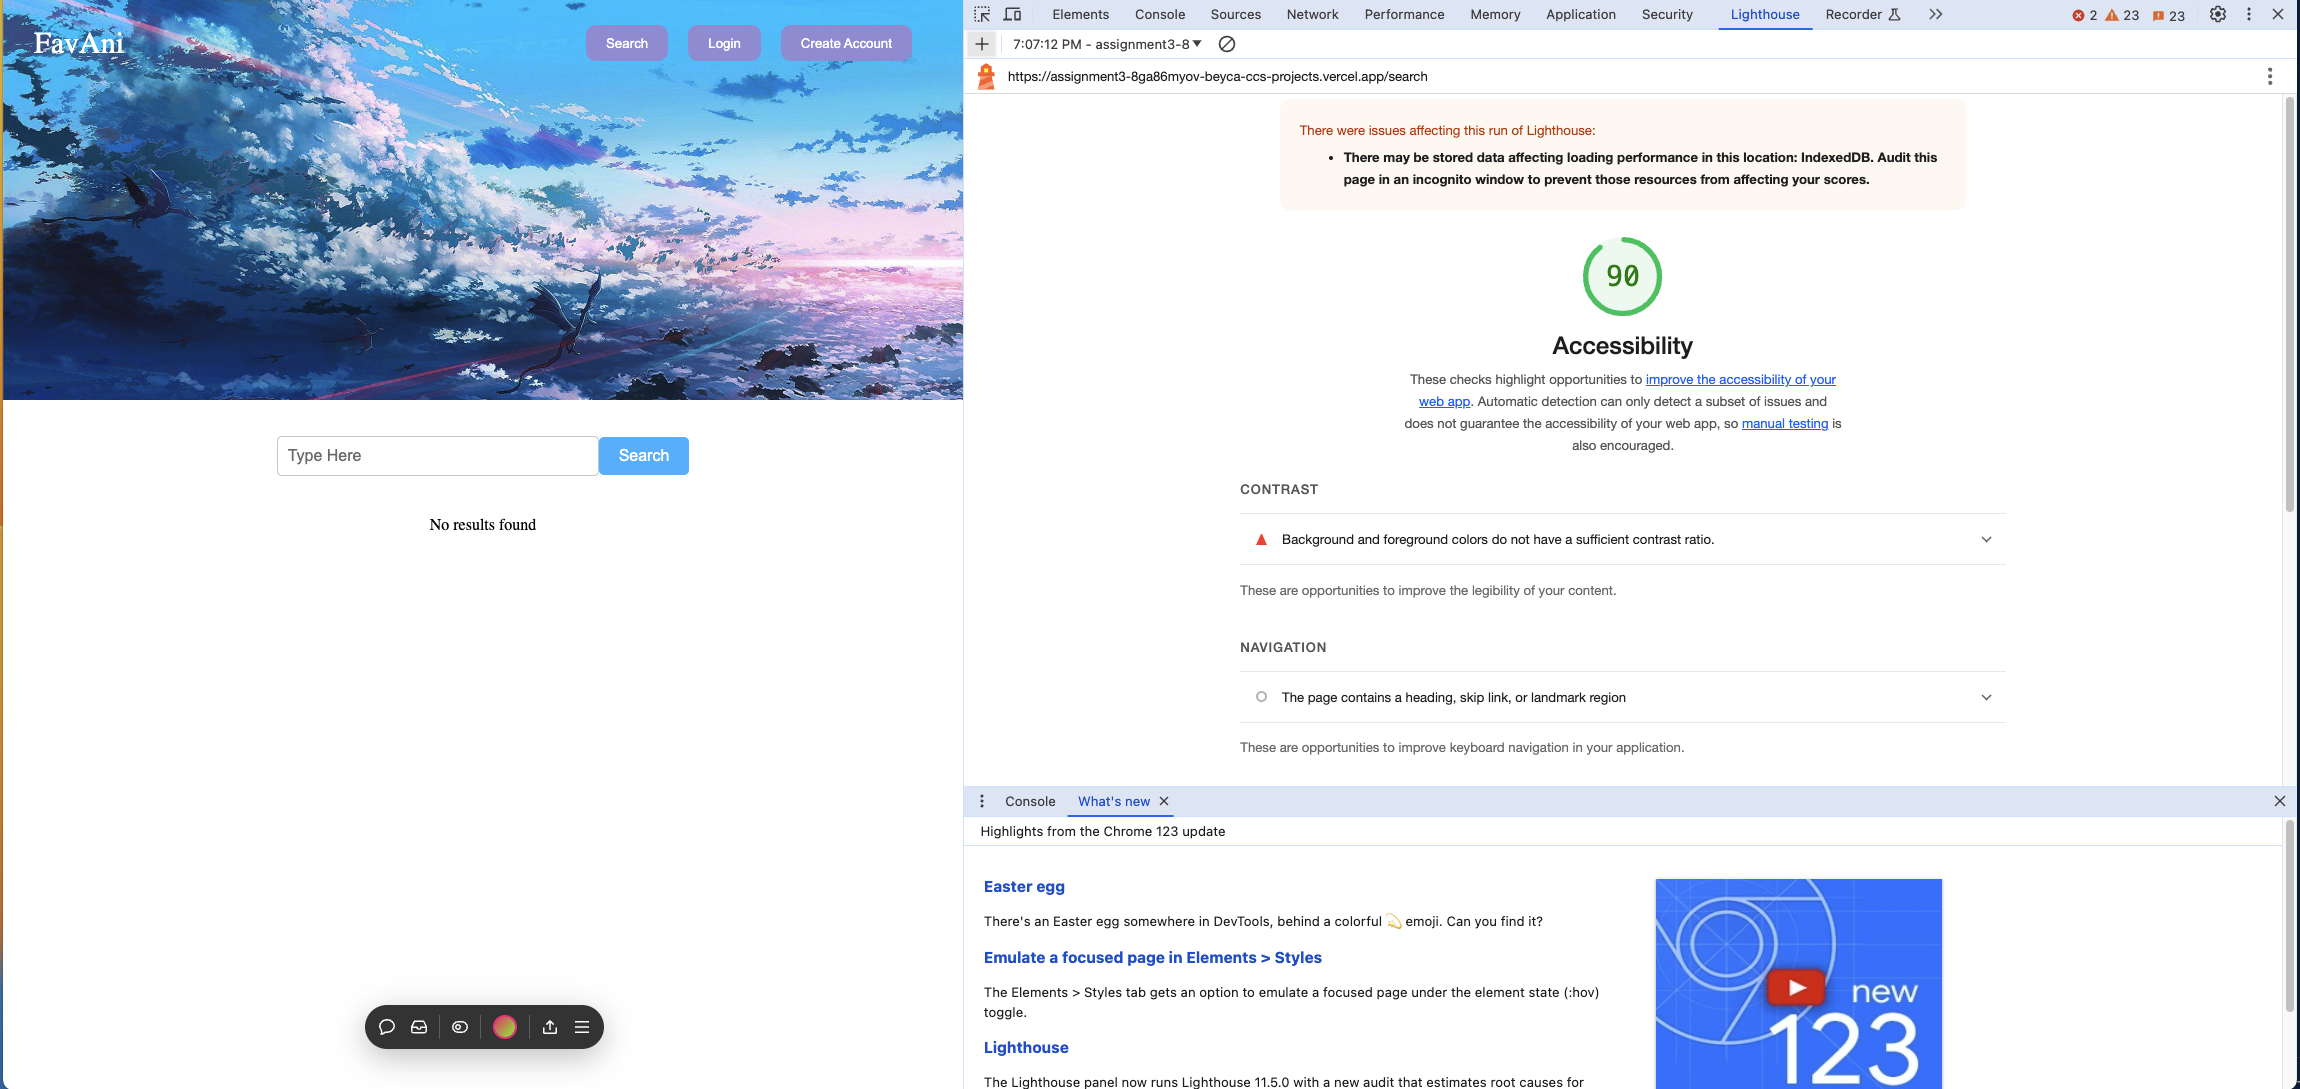 FavAni
Search
Login
Create Account
Type Here
Search
No results found
Elements
Console
Sources
Network
Performance
Memory
Application
Security
Lighthouse
Recorder
2
23
23
7:07:12 PM - assignment3-8
https://assignment3-8ga86myov-beyca-ccs-projects.vercel.app/search
There were issues affecting this run of Lighthouse:
There may be stored data affecting loading performance in this location: IndexedDB. Audit this
page in an incognito window to prevent those resources from affecting your scores.
90
Accessibility
These checks highlight opportunities to improve the accessibility of your
web app. Automatic detection can only detect a subset of issues and
does not guarantee the accessibility of your web app, so manual testing is
also encouraged.
CONTRAST
Background and foreground colors do not have a sufficient contrast ratio.
These are opportunities to improve the legibility of your content.
NAVIGATION
The page contains a heading, skip link, or landmark region
These are opportunities to improve keyboard navigation in your application.
Console
What's new
Highlights from the Chrome 123 update
Easter egg
There's an Easter egg somewhere in DevTools, behind a colorful 💫 emoji. Can you find it?
Emulate a focused page in Elements > Styles
The Elements > Styles tab gets an option to emulate a focused page under the element state (:hov)
toggle.
Lighthouse
The Lighthouse panel now runs Lighthouse 11.5.0 with a new audit that estimates root causes for
new
123